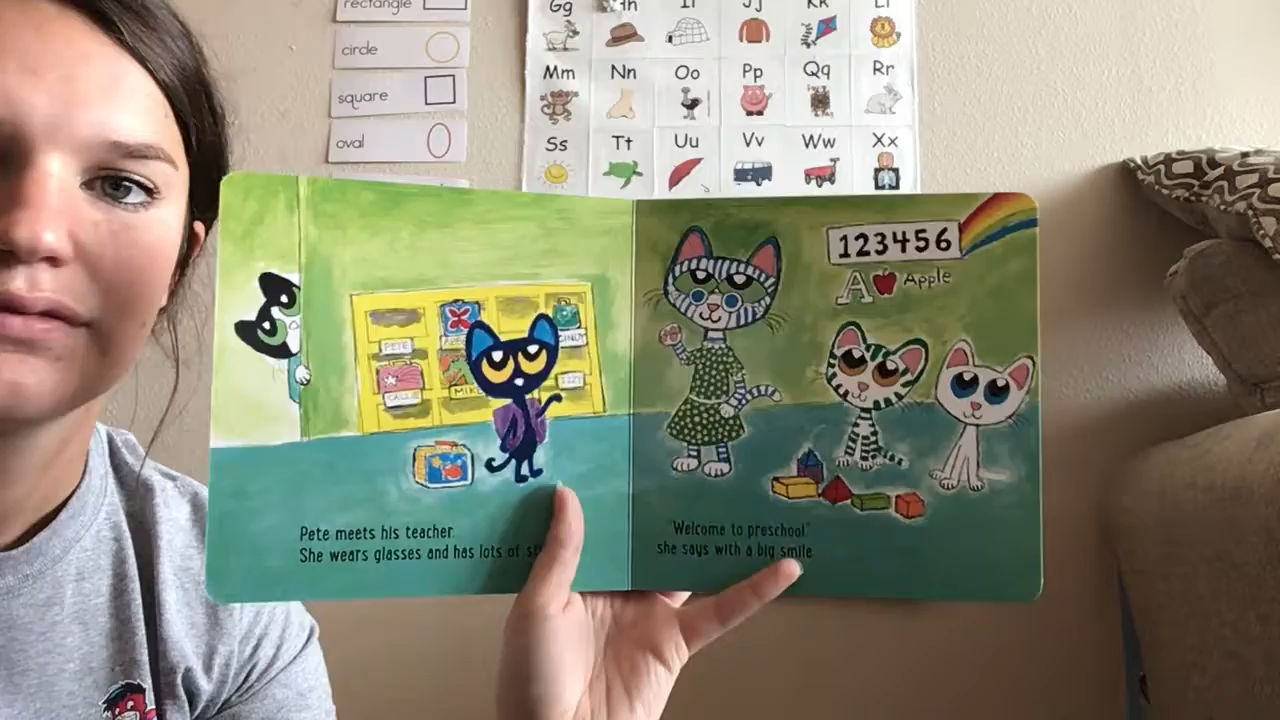 rectangle
circle
square
oval
Gg
Jj
Kk
Mm Nn Oo Pp Qq Rr
Ss Tt Uu Vv Ww Xx
123456
A Apple
PETE
CINDY
CALLIE
MIKE
IZZY
Pete meets his teacher.
She wears glasses and has lots of
"Welcome to preschool"
she says with a big smile